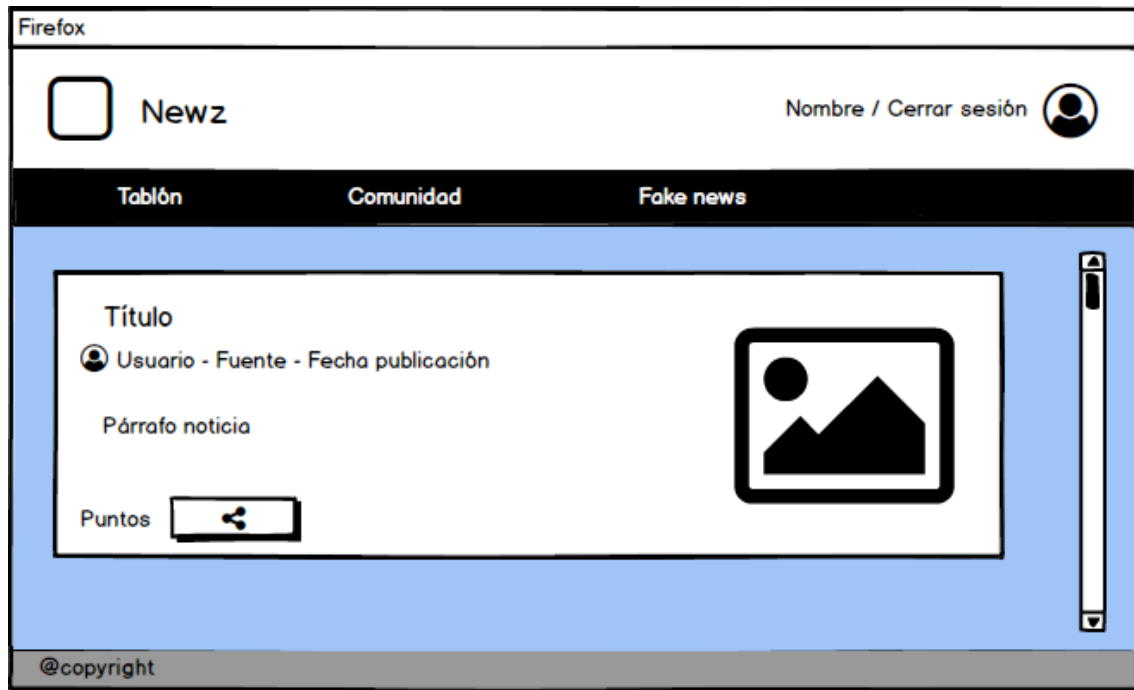 Firefox
Newz
Nombre / Cerrar sesión
Tablón Comunidad Fake news
Título
Usuario - Fuente - Fecha publicación
Párrafo noticia
Puntos
@copyright